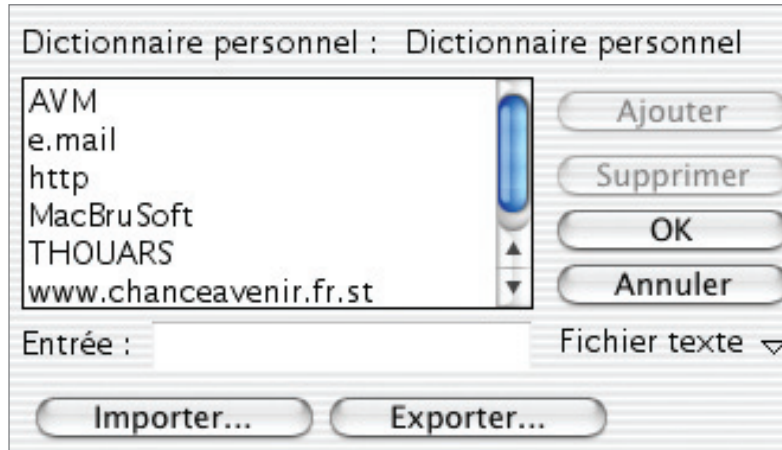 Dictionnaire personnel : Dictionnaire personnel
AVM
e.mail
http
MacBruSoft
THOUARS
www.chanceavenir.fr.st
Ajouter
Supprimer
OK
Annuler
Entrée :
Fichier texte
Importer... Exporter...